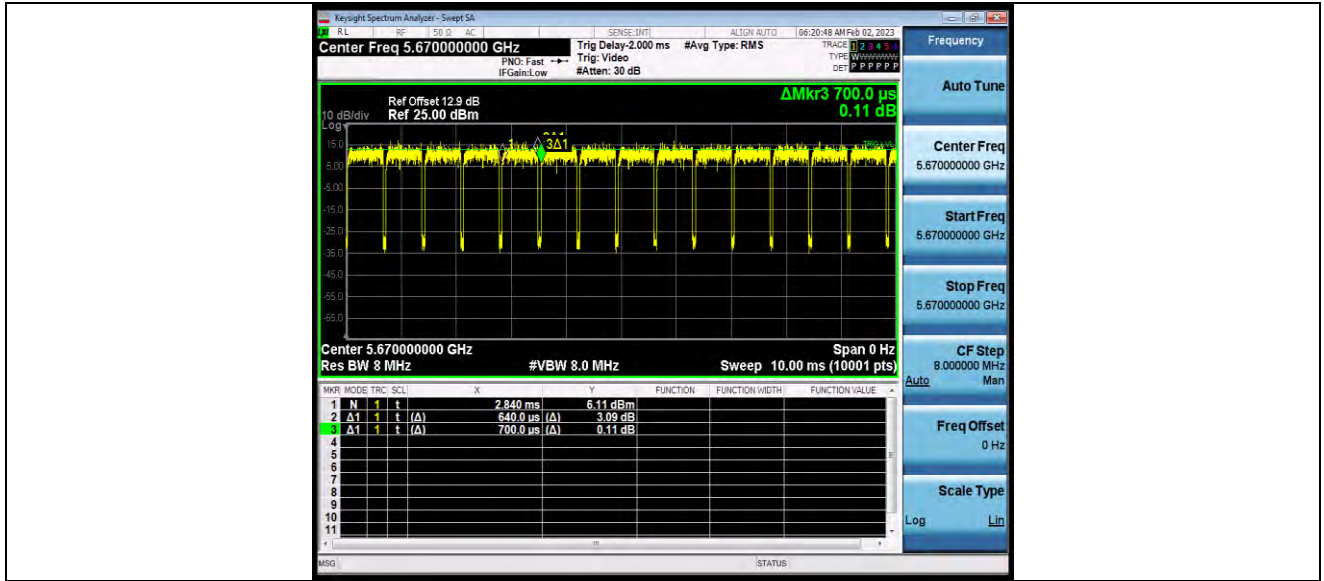 Keysight Spectrum Analyzer - Swept SA
RL RF 50 Ω AC SENSE:INT ALIGN AUTO 06:20:48 AM Feb 02, 2023
Center Freq 5.670000000 GHz
PNO: Fast
IFGain:Low
Trig Delay-2.000 ms
Trig: Video
#Atten: 30 dB
#Avg Type: RMS
TRACE 1 2 3 4 5 6
TYPE WWWWWW
DET P P P P P P
ΔMkr3 700.0 µs
0.11 dB
Ref Offset 12.9 dB
10 dB/div Ref 25.00 dBm
Log
15.0
5.00
-5.00
-15.0
-25.0
-35.0
-45.0
-55.0
-65.0
3Δ1
TRIG LVL
Center 5.670000000 GHz Span 0 Hz
Res BW 8 MHz #VBW 8.0 MHz Sweep 10.00 ms (10001 pts)
MKR MODE TRC SCL X Y FUNCTION FUNCTION WIDTH FUNCTION VALUE
1 N 1 t 2.840 ms 6.11 dBm
2 Δ1 1 t (Δ) 640.0 µs (Δ) 3.09 dB
3 Δ1 1 t (Δ) 700.0 µs (Δ) 0.11 dB
4
5
6
7
8
9
10
11
MSG STATUS
Frequency
Auto Tune
Center Freq
5.670000000 GHz
Start Freq
5.670000000 GHz
Stop Freq
5.670000000 GHz
CF Step
8.000000 MHz
Auto Man
Freq Offset
0 Hz
Scale Type
Log Lin